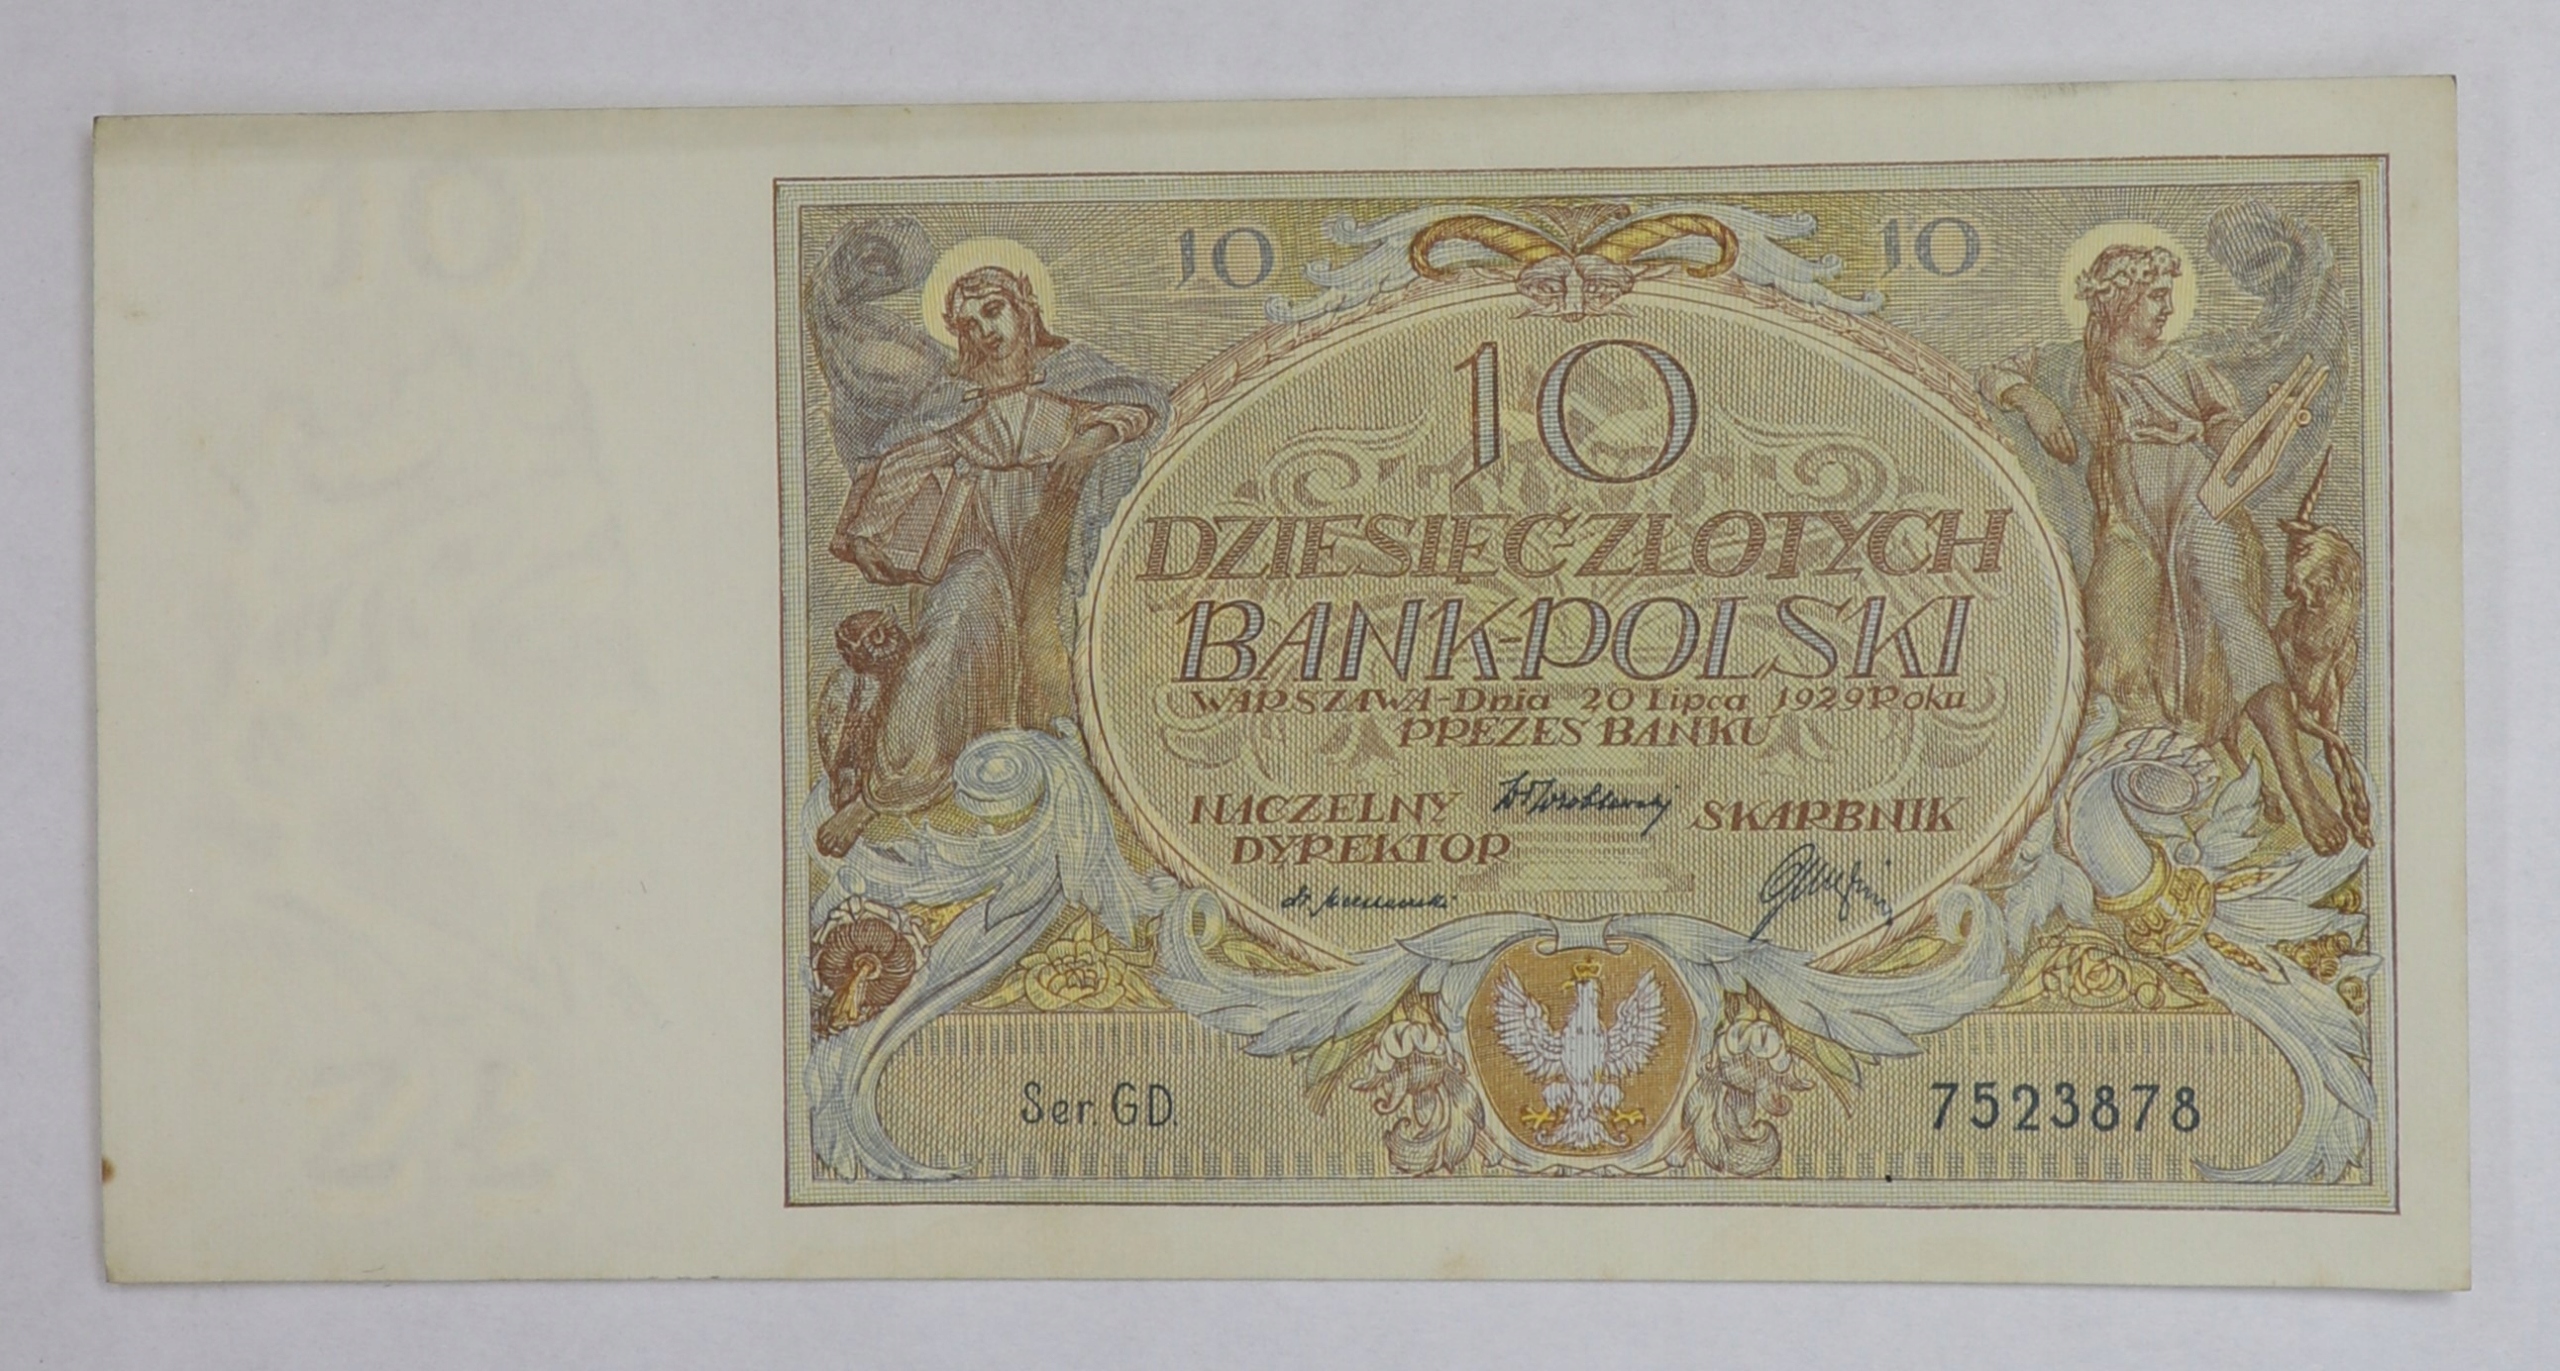 10 10
10
DZIESIĘĆ-ZŁOTYCH
BANK-POLSKI
WARSZAWA-Dnia 20 Lipca 1929 Roku
PREZES BANKU
NACZELNY
DYREKTOR
SKARBNIK
Ser. GD.
7523878